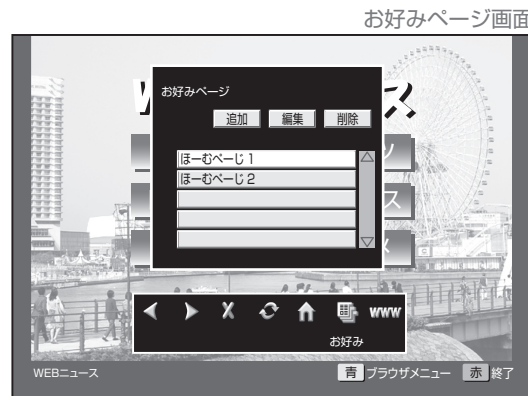 お好みページ画面
お好みページ
追加 編集 削除
ほーむぺーじ1
ほーむぺーじ2
WWW
お好み
WEBニュース 青 ブラウザメニュー 赤 終了